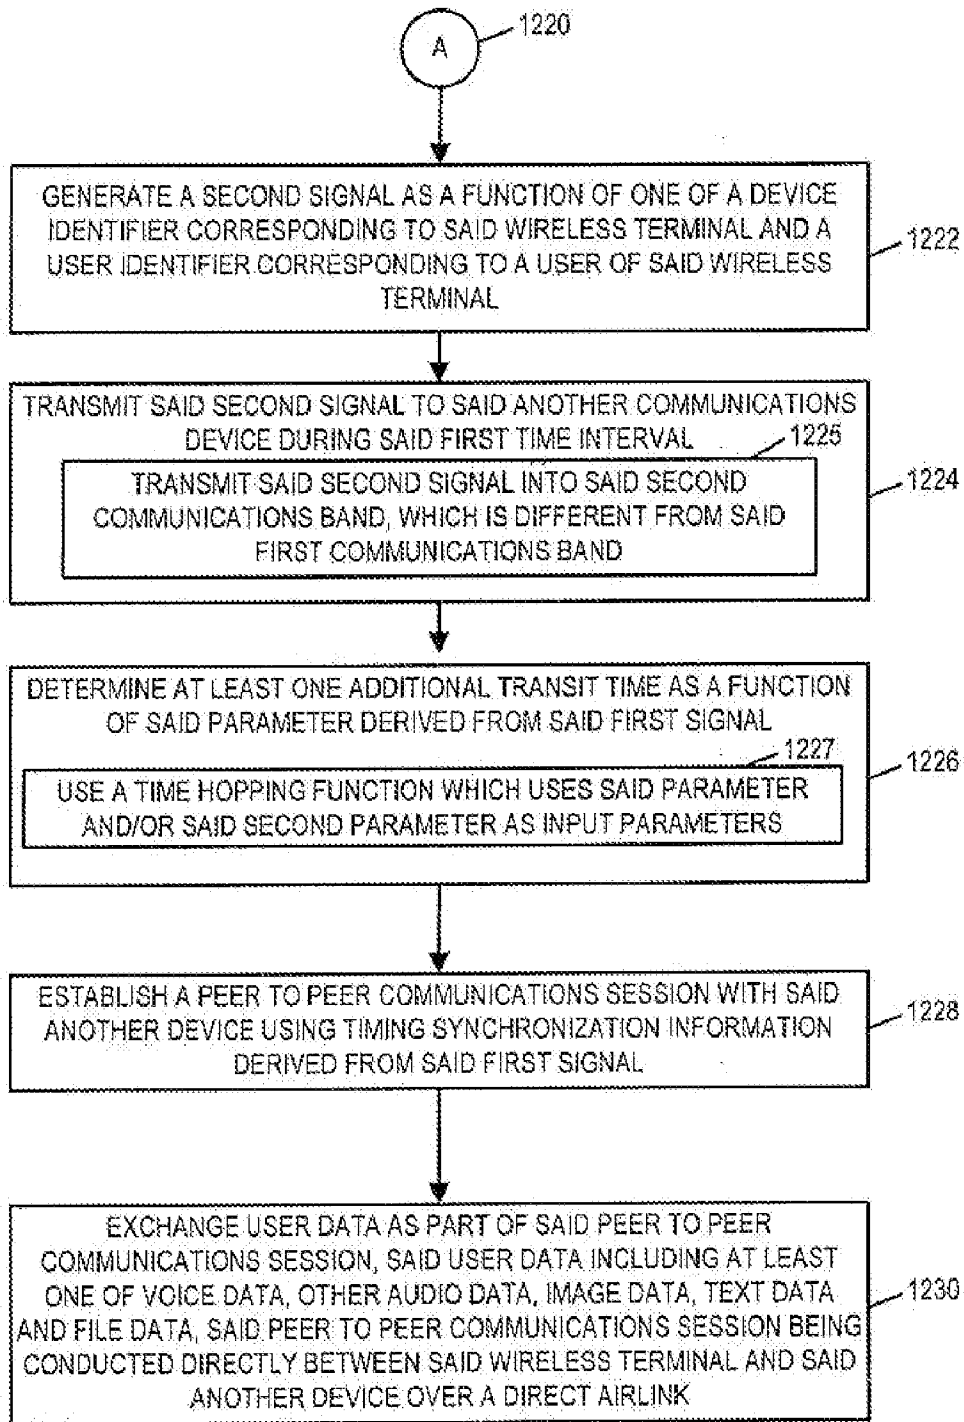 A
1220
GENERATE A SECOND SIGNAL AS A FUNCTION OF ONE OF A DEVICE
IDENTIFIER CORRESPONDING TO SAID WIRELESS TERMINAL AND A
USER IDENTIFIER CORRESPONDING TO A USER OF SAID WIRELESS
TERMINAL
1222
TRANSMIT SAID SECOND SIGNAL TO SAID ANOTHER COMMUNICATIONS
DEVICE DURING SAID FIRST TIME INTERVAL
1225
TRANSMIT SAID SECOND SIGNAL INTO SAID SECOND
COMMUNICATIONS BAND, WHICH IS DIFFERENT FROM SAID
FIRST COMMUNICATIONS BAND
1224
DETERMINE AT LEAST ONE ADDITIONAL TRANSIT TIME AS A FUNCTION
OF SAID PARAMETER DERIVED FROM SAID FIRST SIGNAL
1227
USE A TIME HOPPING FUNCTION WHICH USES SAID PARAMETER
AND/OR SAID SECOND PARAMETER AS INPUT PARAMETERS
1226
ESTABLISH A PEER TO PEER COMMUNICATIONS SESSION WITH SAID
ANOTHER DEVICE USING TIMING SYNCHRONIZATION INFORMATION
DERIVED FROM SAID FIRST SIGNAL
1228
EXCHANGE USER DATA AS PART OF SAID PEER TO PEER
COMMUNICATIONS SESSION, SAID USER DATA INCLUDING AT LEAST
ONE OF VOICE DATA, OTHER AUDIO DATA, IMAGE DATA, TEXT DATA
AND FILE DATA, SAID PEER TO PEER COMMUNICATIONS SESSION BEING
CONDUCTED DIRECTLY BETWEEN SAID WIRELESS TERMINAL AND SAID
ANOTHER DEVICE OVER A DIRECT AIRLINK
1230